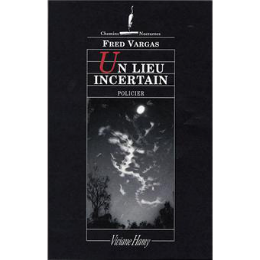 Chemins Nocturnes
FRED VARGAS
UN LIEU
INCERTAIN
POLICIER
Viviane Hamy